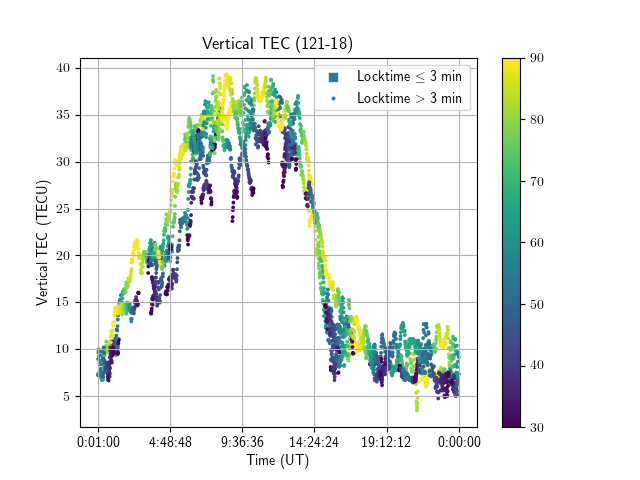 Vertical TEC (121-18)
Locktime ≤ 3 min
Locktime > 3 min
Vertical TEC (TECU)
40
35
30
25
20
15
10
5
0:01:00 4:48:48 9:36:36 14:24:24 19:12:12 0:00:00
Time (UT)
90
80
70
60
50
40
30